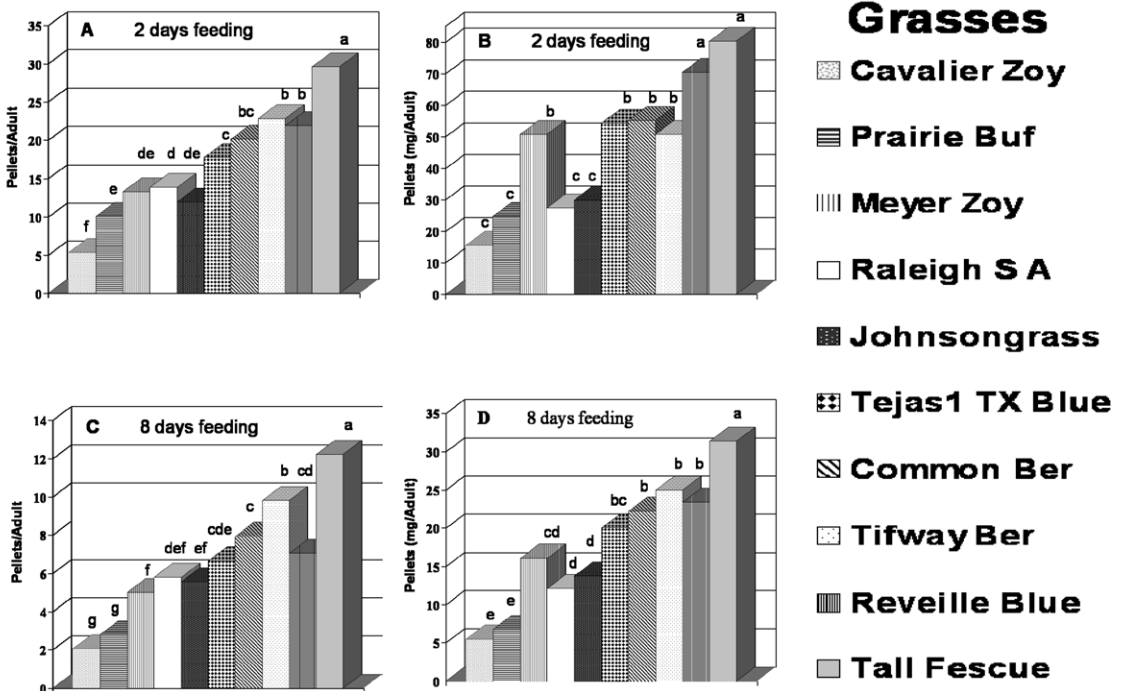 A 2 days feeding
Pellets/Adult
35
30
25
20
15
10
5
0
f
e
de
d
de
c
bc
b
b
a
B 2 days feeding
Pellets (mg/Adult)
80
70
60
50
40
30
20
10
0
c
c
b
c
c
b
b
b
a
a
C 8 days feeding
Pellets/Adult
14
12
10
8
6
4
2
0
g
g
f
def
ef
cde
c
b
cd
a
D 8 days feeding
Pellets (mg/Adult)
35
30
25
20
15
10
5
0
e
e
cd
d
d
bc
b
b
b
a
Grasses
Cavalier Zoy
Prairie Buf
Meyer Zoy
Raleigh S A
Johnsongrass
Tejas1 TX Blue
Common Ber
Tifway Ber
Reveille Blue
Tall Fescue